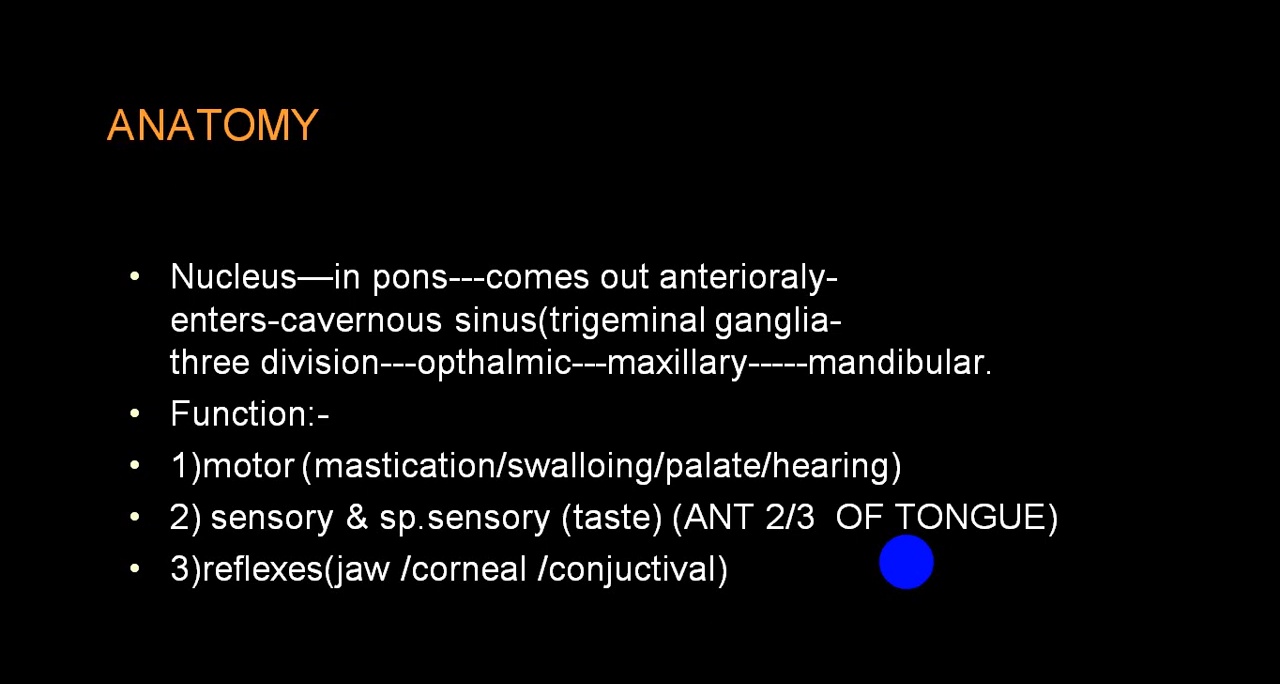 ANATOMY
• Nucleus—in pons---comes out anterioraly-
enters-cavernous sinus(trigeminal ganglia-
three division---opthalmic---maxillary-----mandibular.
• Function:-
• 1)motor (mastication/swalloing/palate/hearing)
• 2) sensory & sp.sensory (taste) (ANT 2/3 OF TONGUE)
• 3)reflexes(jaw /corneal /conjuctival)